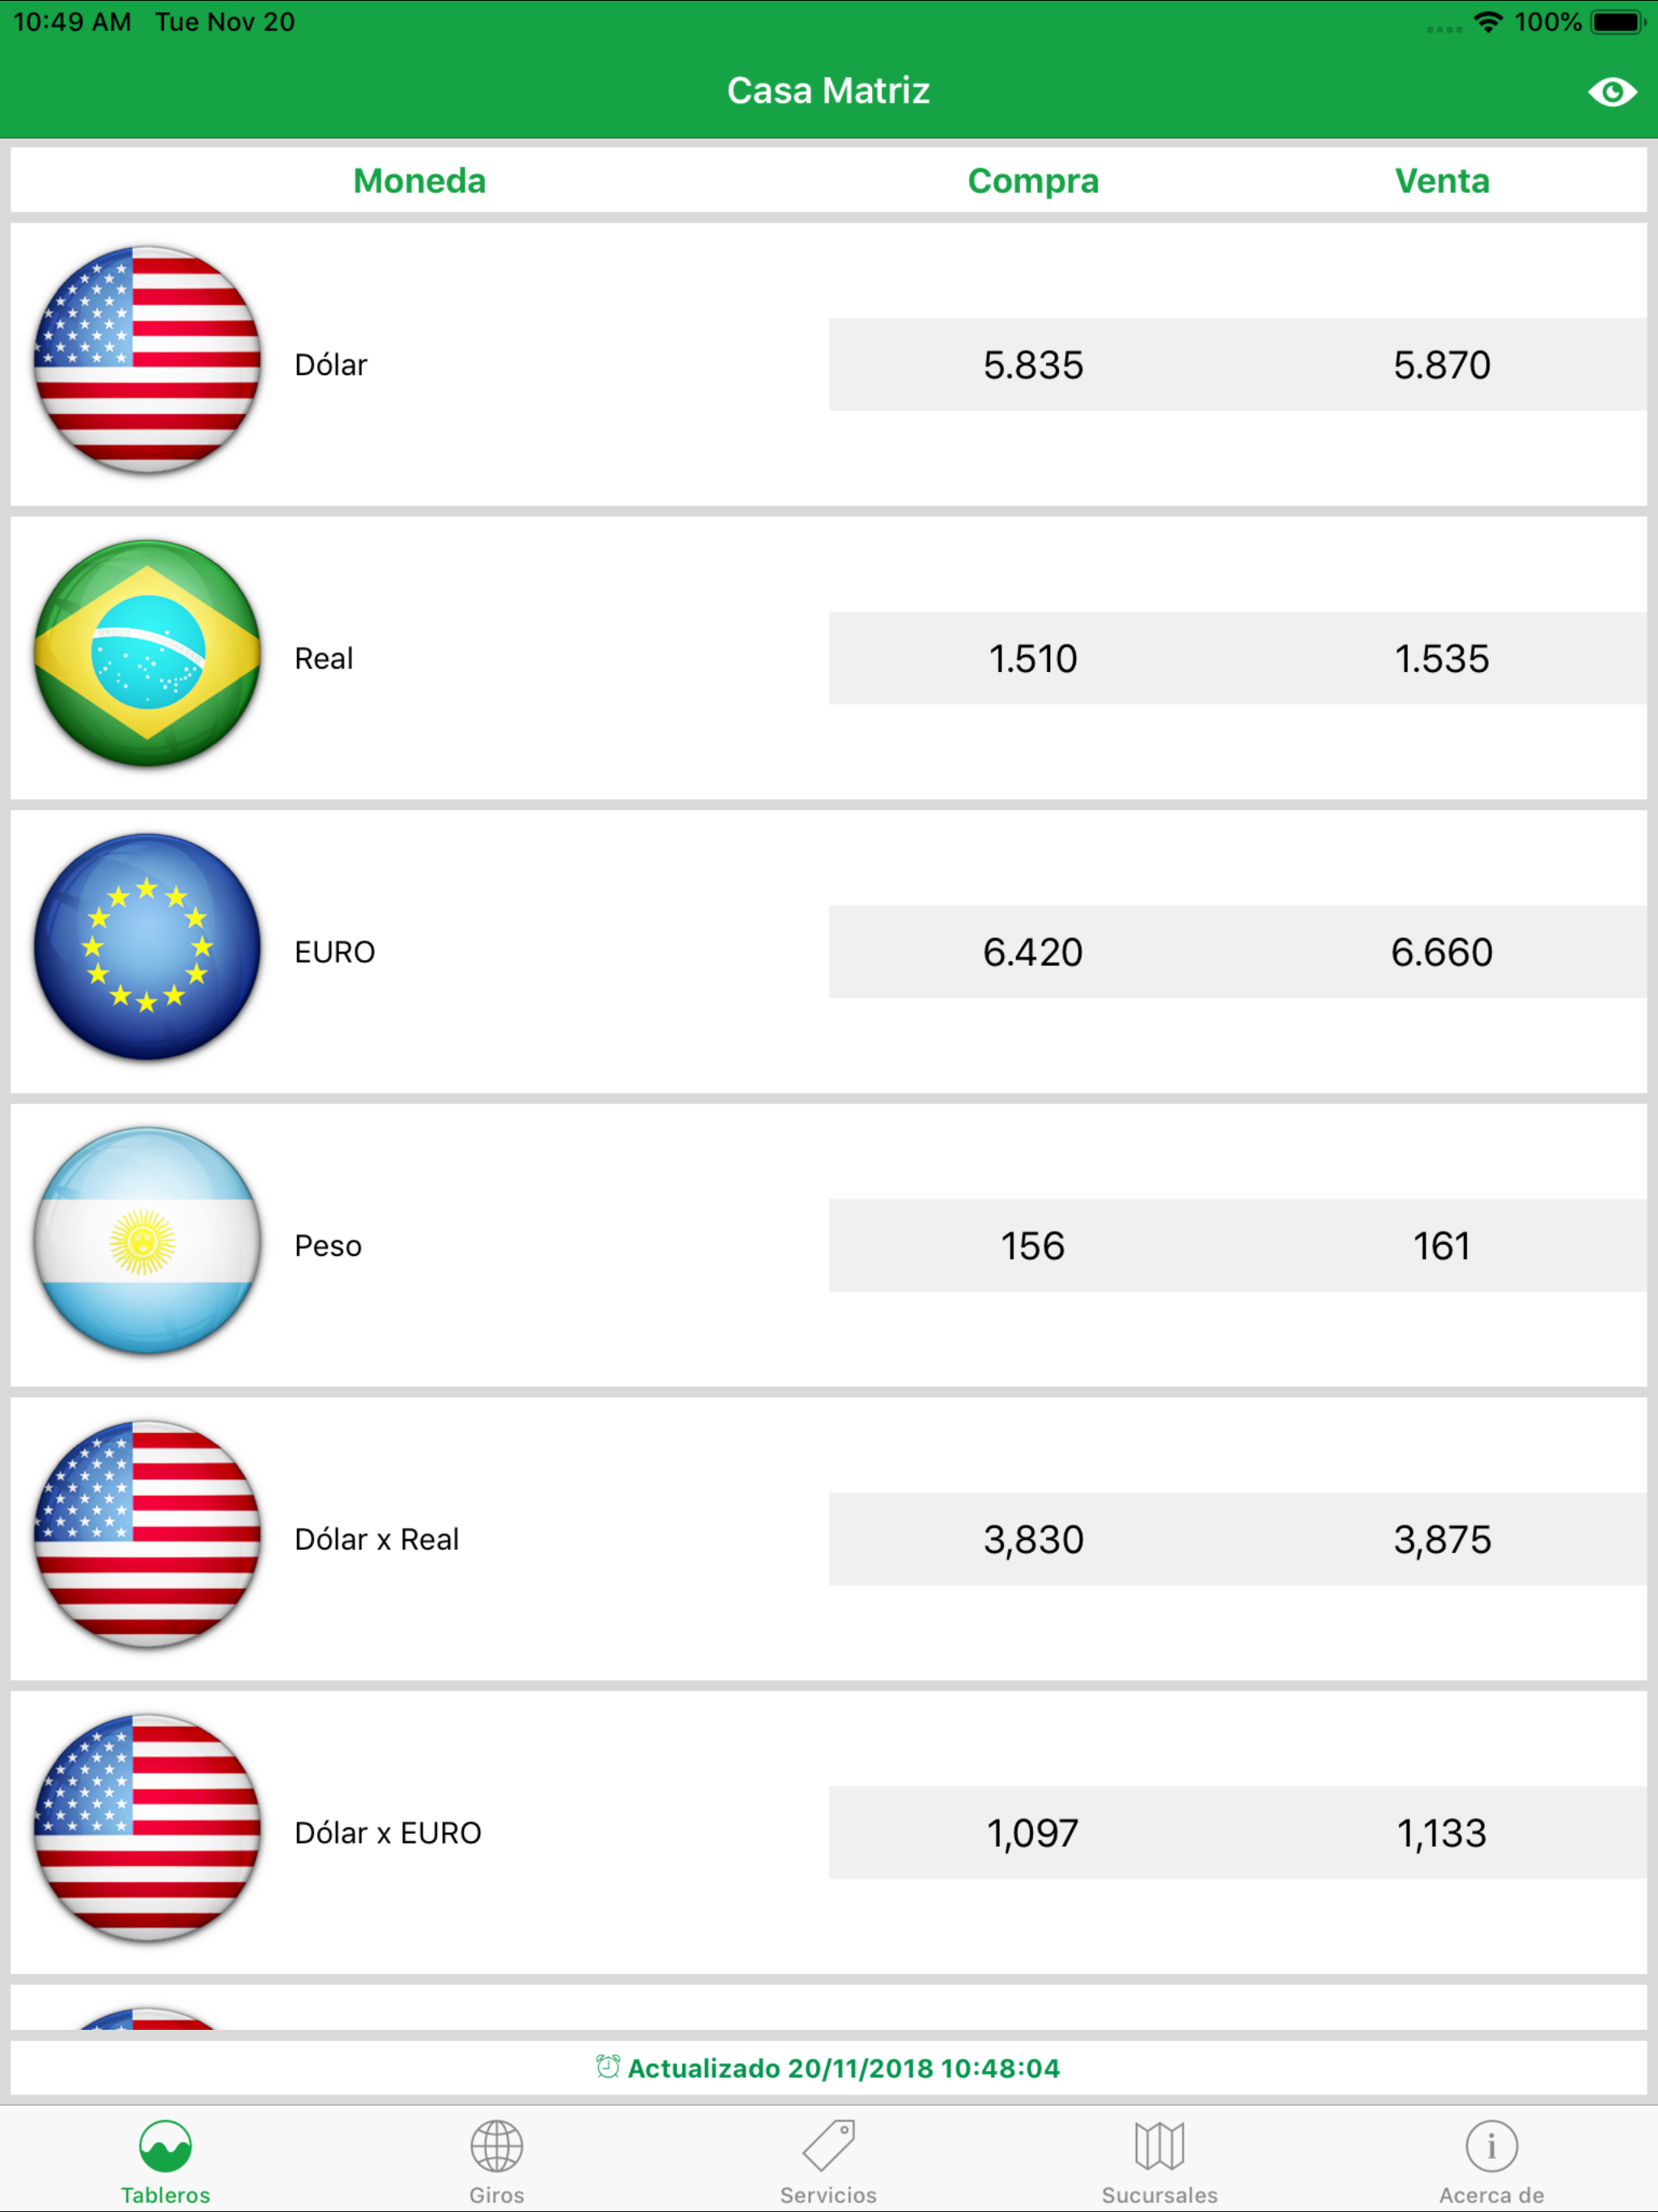 10:49 AM Tue Nov 20 100%
Casa Matriz
Moneda Compra Venta
Dólar 5.835 5.870
Real 1.510 1.535
EURO 6.420 6.660
Peso 156 161
Dólar x Real 3,830 3,875
Dólar x EURO 1,097 1,133
Actualizado 20/11/2018 10:48:04
Tableros Giros Servicios Sucursales Acerca de